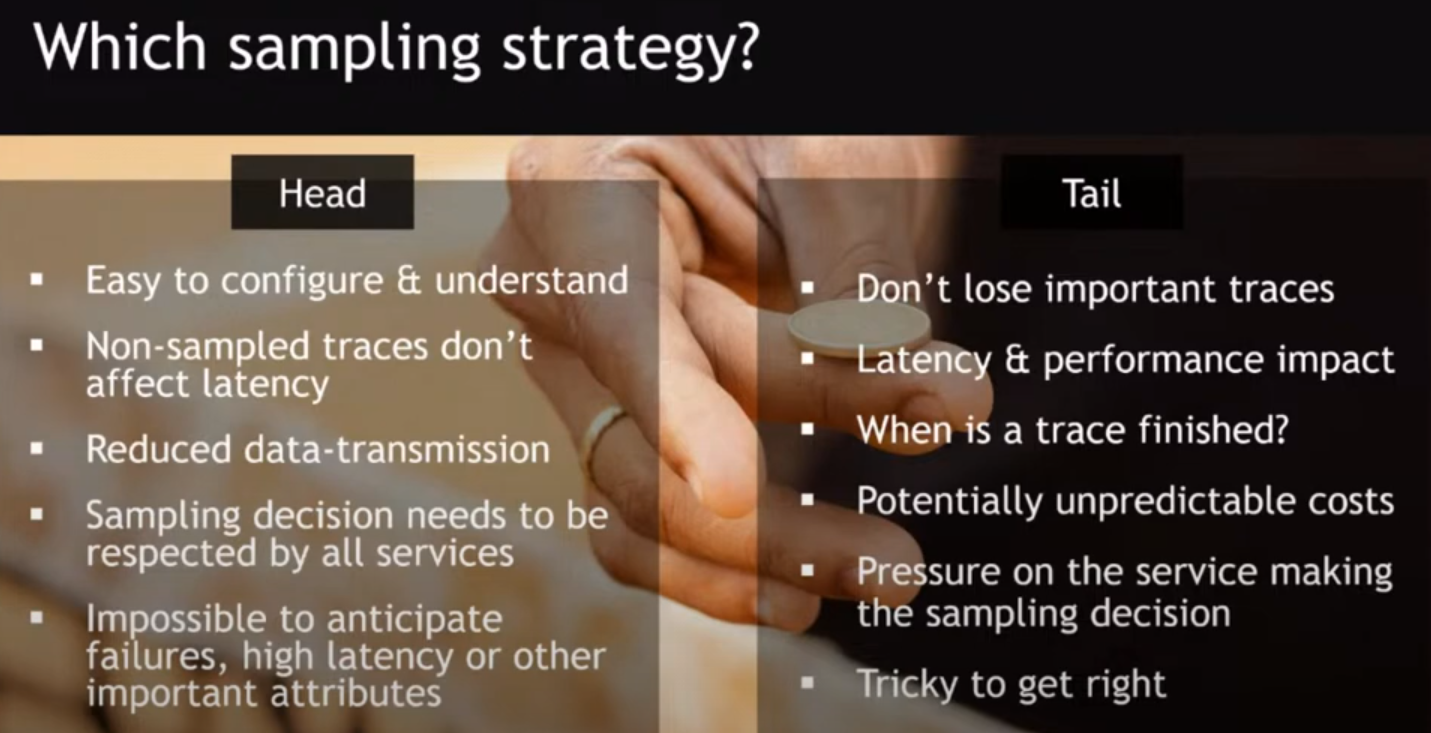 Which sampling strategy?
Head
▪ Easy to configure & understand
▪ Non-sampled traces don’t
affect latency
▪ Reduced data-transmission
▪ Sampling decision needs to be
respected by all services
▪ Impossible to anticipate
failures, high latency or other
important attributes
Tail
▪ Don’t lose important traces
▪ Latency & performance impact
▪ When is a trace finished?
▪ Potentially unpredictable costs
▪ Pressure on the service making
the sampling decision
▪ Tricky to get right